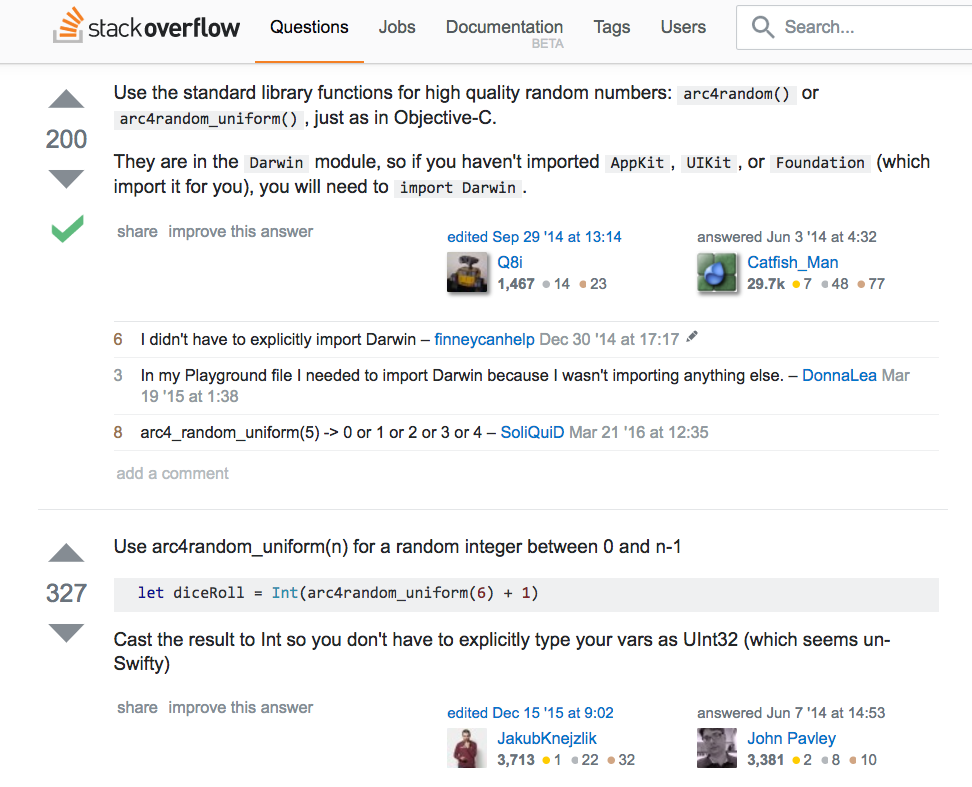 stackoverflow Questions Jobs Documentation Tags Users Search...
BETA
Use the standard library functions for high quality random numbers: arc4random() or
arc4random_uniform() , just as in Objective-C.
200
They are in the Darwin module, so if you haven't imported AppKit , UIKit , or Foundation (which
import it for you), you will need to import Darwin .
share improve this answer
edited Sep 29 '14 at 13:14
Q8i
1,467 14 23
answered Jun 3 '14 at 4:32
Catfish_Man
29.7k 7 48 77
6 I didn't have to explicitly import Darwin – finneycanhelp Dec 30 '14 at 17:17
3 In my Playground file I needed to import Darwin because I wasn't importing anything else. – DonnaLea Mar
19 '15 at 1:38
8 arc4_random_uniform(5) -> 0 or 1 or 2 or 3 or 4 – SoliQuiD Mar 21 '16 at 12:35
add a comment
Use arc4random_uniform(n) for a random integer between 0 and n-1
327
let diceRoll = Int(arc4random_uniform(6) + 1)
Cast the result to Int so you don't have to explicitly type your vars as UInt32 (which seems un-
Swifty)
share improve this answer
edited Dec 15 '15 at 9:02
JakubKnejzlik
3,713 1 22 32
answered Jun 7 '14 at 14:53
John Pavley
3,381 2 8 10